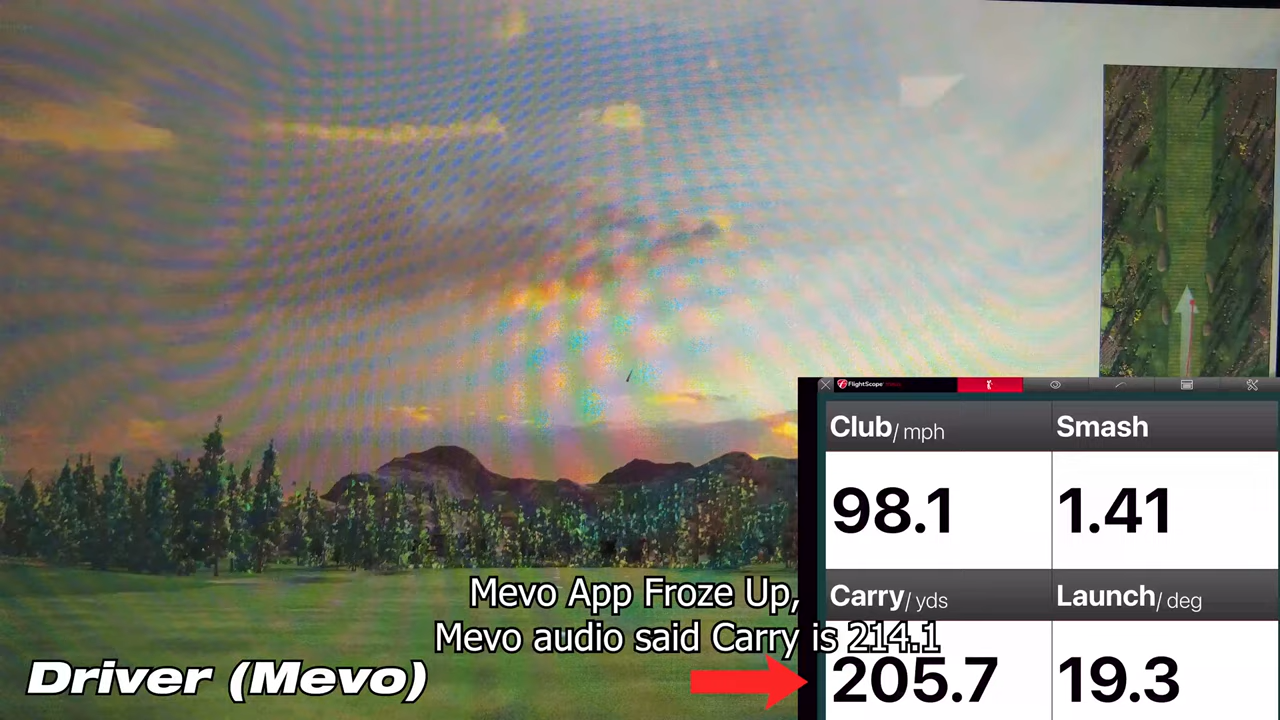 FlightScope
Club/ mph
Smash
98.1
1.41
Carry/ yds
Launch/ deg
205.7
19.3
Mevo App Froze Up,
Mevo audio said Carry is 214.1
Driver (Mevo)